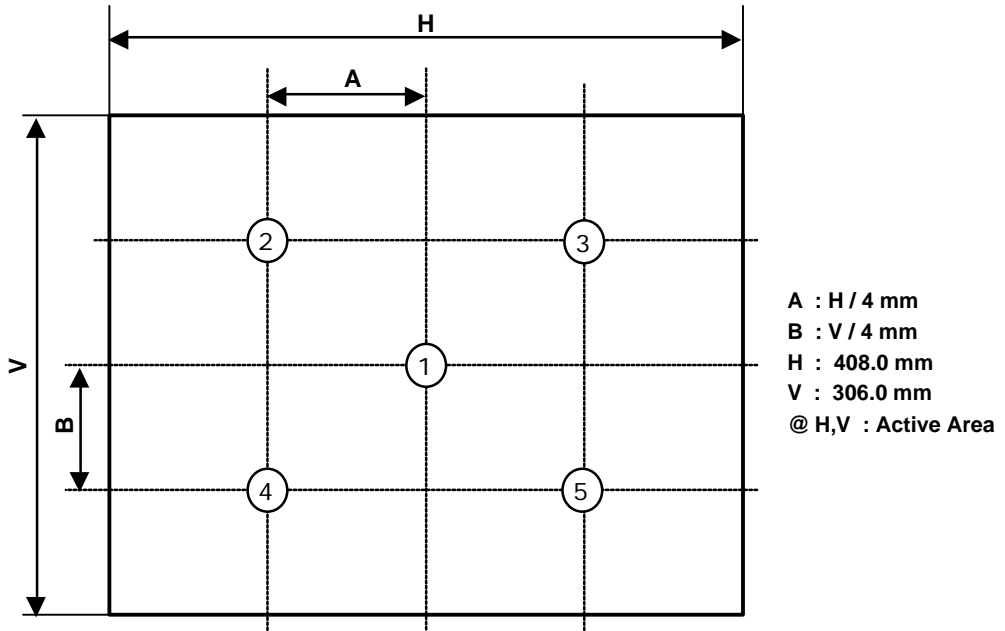 H
A
2
3
V
1
B
4
5
A : H / 4 mm
B : V / 4 mm
H : 408.0 mm
V : 306.0 mm
@ H,V : Active Area